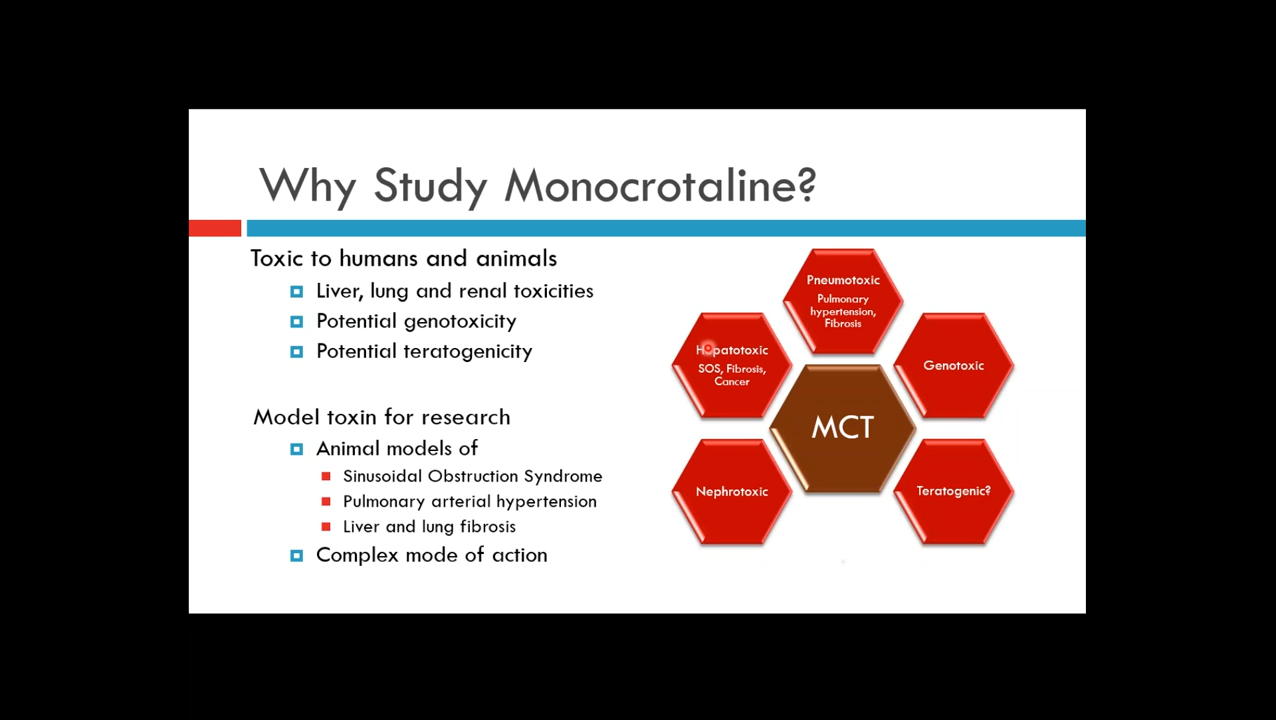 Why Study Monocrotaline?
Toxic to humans and animals
Liver, lung and renal toxicities
Potential genotoxicity
Potential teratogenicity
Model toxin for research
Animal models of
Sinusoidal Obstruction Syndrome
Pulmonary arterial hypertension
Liver and lung fibrosis
Complex mode of action
Pneumotoxic
Pulmonary
hypertension,
Fibrosis
Hepatotoxic
SOS, Fibrosis,
Cancer
Genotoxic
MCT
Nephrotoxic
Teratogenic?